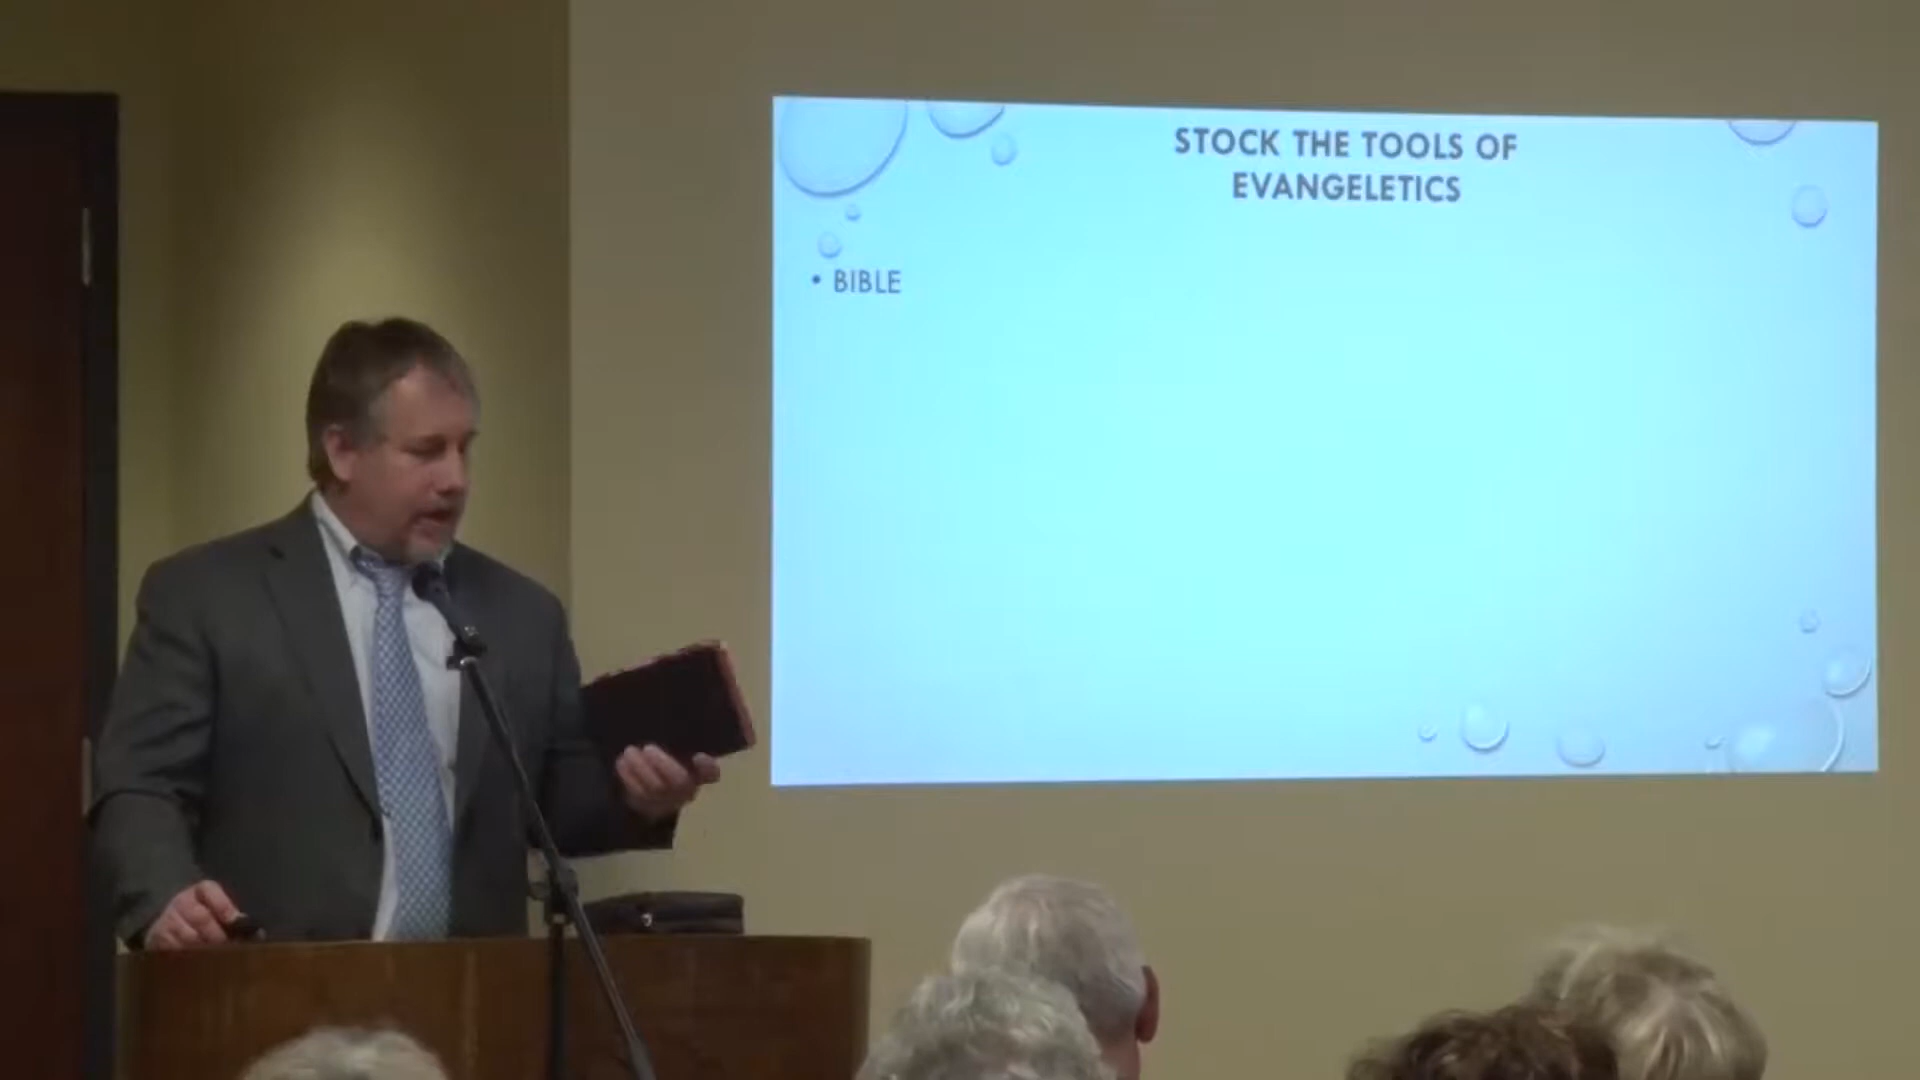 STOCK THE TOOLS OF
EVANGELETICS
• BIBLE